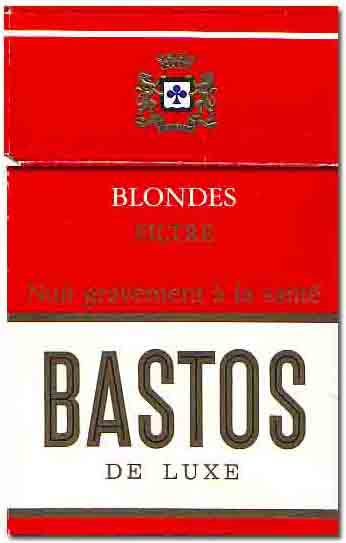 BLONDES
FILTRE
Nuit gravement à la santé
BASTOS
DE LUXE